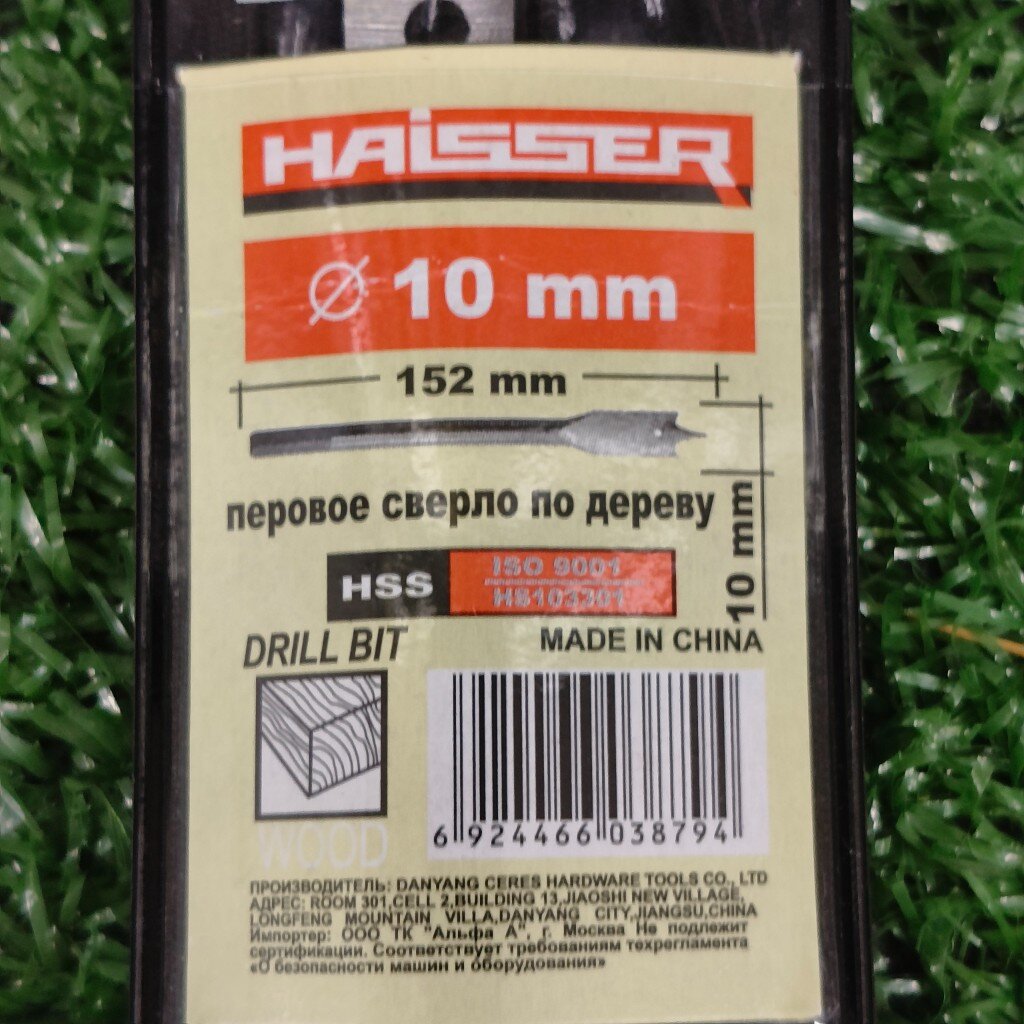 HAISSER
Ø 10 mm
152 mm
10 mm
перовое сверло по дереву
HSS
ISO 9001
HS103301
DRILL BIT
MADE IN CHINA
WOOD
6 924466 038794
ПРОИЗВОДИТЕЛЬ: DANYANG CERES HARDWARE TOOLS CO., LTD
АДРЕС: ROOM 301,CELL 2,BUILDING 13,JIAOSHI NEW VILLAGE,
LONGFENG MOUNTAIN VILLA,DANYANG CITY,JIANGSU,CHINA
Импортер: ООО ТК "Альфа А", г. Москва Не подлежит
сертификации. Соответствует требованиям техрегламента
«О безопасности машин и оборудования»